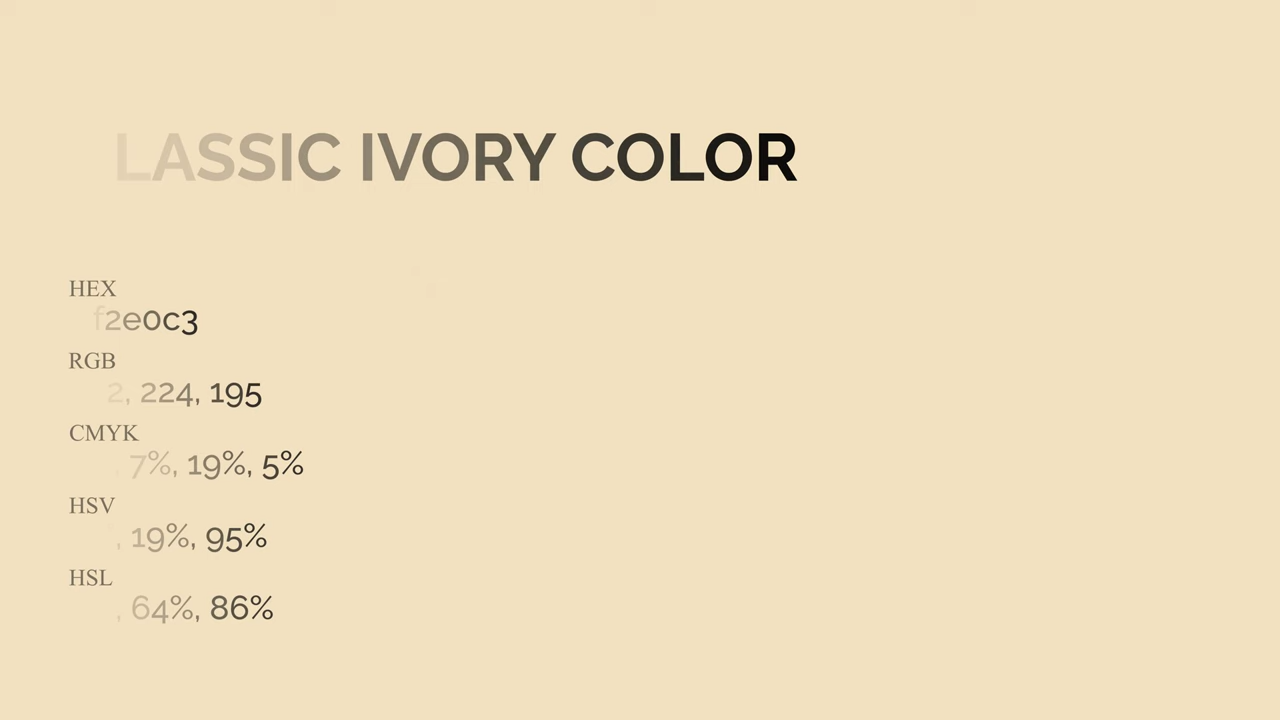 LASSIC IVORY COLOR
HEX
f2e0c3
RGB
2, 224, 195
CMYK
, 7%, 19%, 5%
HSV
, 19%, 95%
HSL
, 64%, 86%